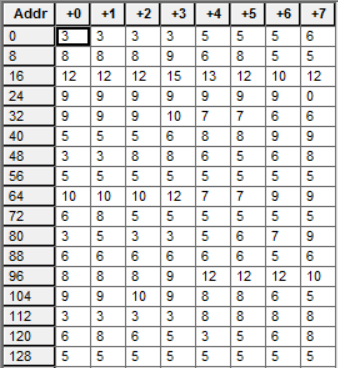 Addr +0 +1 +2 +3 +4 +5 +6 +7
0 3 3 3 3 5 5 5 6
8 8 8 8 9 6 8 5 5
16 12 12 12 15 13 12 10 12
24 9 9 9 9 9 9 9 0
32 9 9 9 10 7 7 6 6
40 5 5 5 6 8 8 9 9
48 3 3 8 8 6 5 6 8
56 5 5 5 5 5 5 5 5
64 10 10 10 12 7 7 9 9
72 6 8 5 5 5 5 5 5
80 3 5 3 3 5 6 7 9
88 6 6 6 6 6 6 5 6
96 8 8 8 9 12 12 12 10
104 9 9 10 9 8 8 6 5
112 3 3 3 3 8 8 8 8
120 6 8 6 5 3 5 6 8
128 5 5 5 5 5 5 5 5